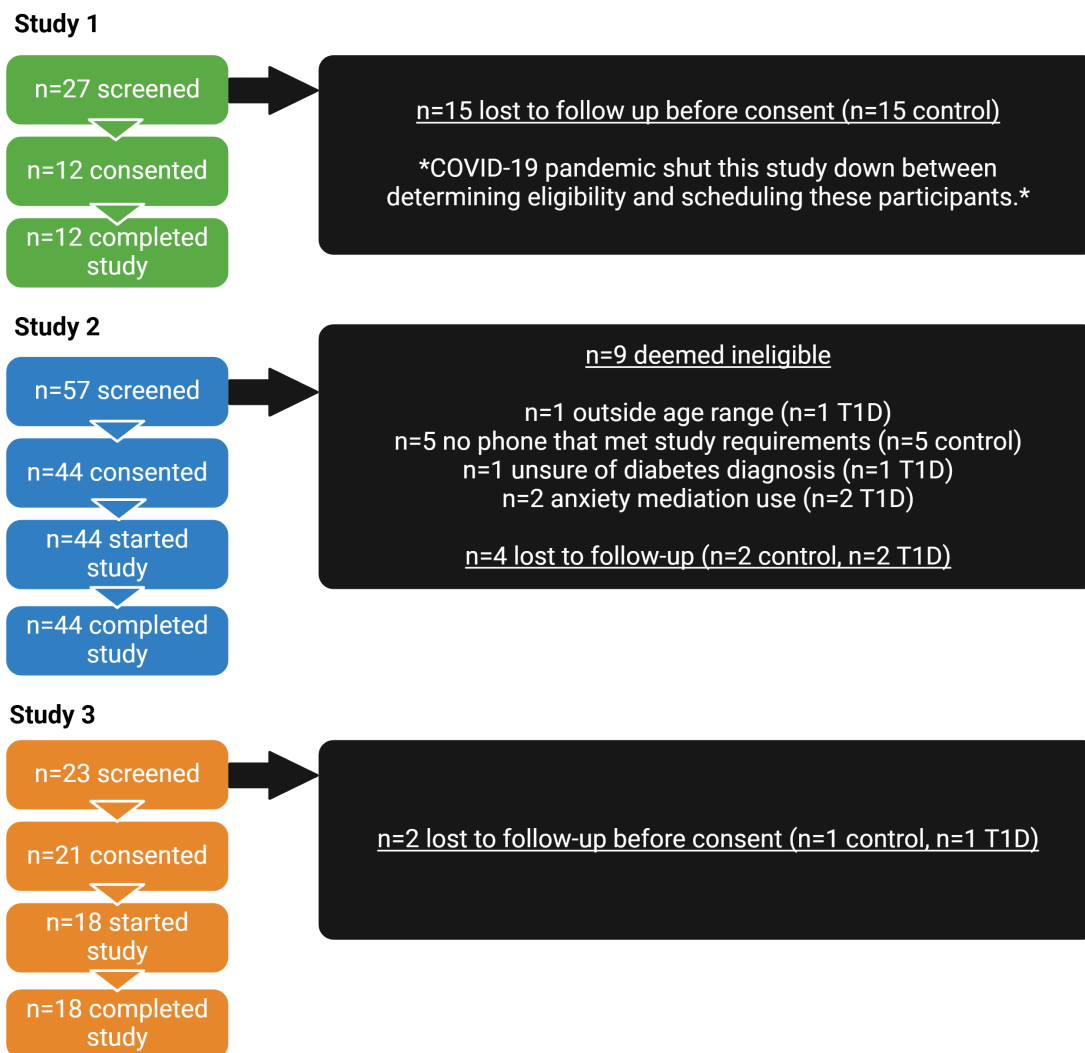 Study 1
n=27 screened
n=12 consented
n=12 completed
study
n=15 lost to follow up before consent (n=15 control)
*COVID-19 pandemic shut this study down between
determining eligibility and scheduling these participants.*
Study 2
n=57 screened
n=44 consented
n=44 started
study
n=44 completed
study
n=9 deemed ineligible
n=1 outside age range (n=1 T1D)
n=5 no phone that met study requirements (n=5 control)
n=1 unsure of diabetes diagnosis (n=1 T1D)
n=2 anxiety mediation use (n=2 T1D)
n=4 lost to follow-up (n=2 control, n=2 T1D)
Study 3
n=23 screened
n=21 consented
n=18 started
study
n=18 completed
study
n=2 lost to follow-up before consent (n=1 control, n=1 T1D)